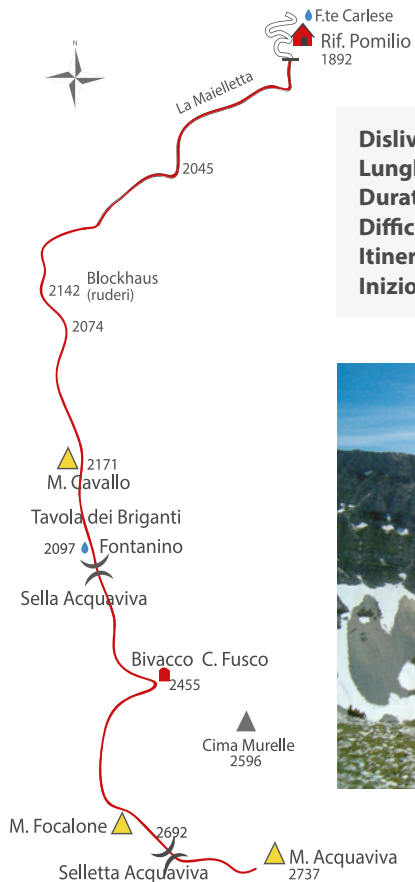 F.te Carlese
N
Rif. Pomilio
1892
La Maielletta
2045
Blockhaus
(ruderi)
2142
2074
2171
M. Cavallo
Tavola dei Briganti
2097
Fontanino
Sella Acquaviva
Bivacco C. Fusco
2455
Cima Murelle
2596
M. Focalone
2692
Selletta Acquaviva
M. Acquaviva
2737
Disliv
Lungl
Durat
Diffic
Itiner
Inizio